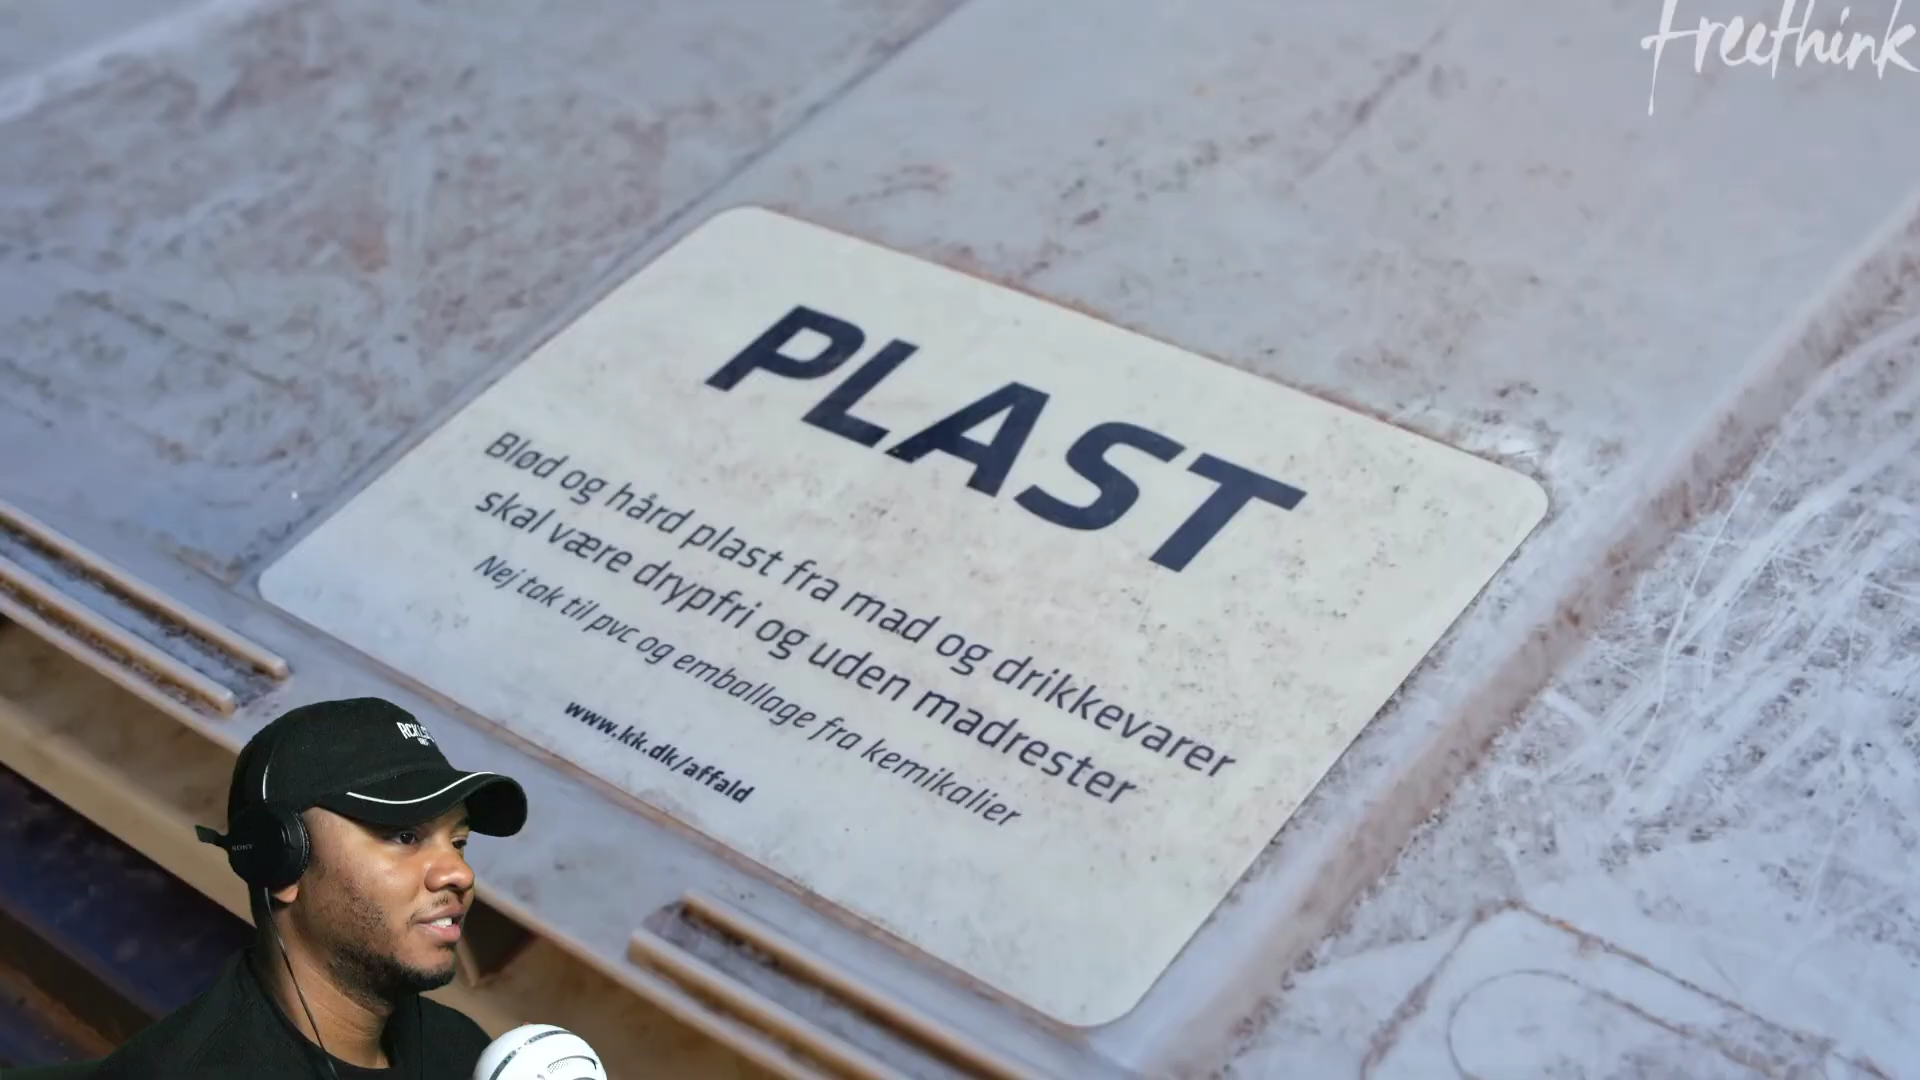 freethink
PLAST
Blød og hård plast fra mad og drikkevarer
skal være drypfri og uden madrester
Nej tak til pvc og emballage fra kemikalier
www.kk.dk/affald
SONY